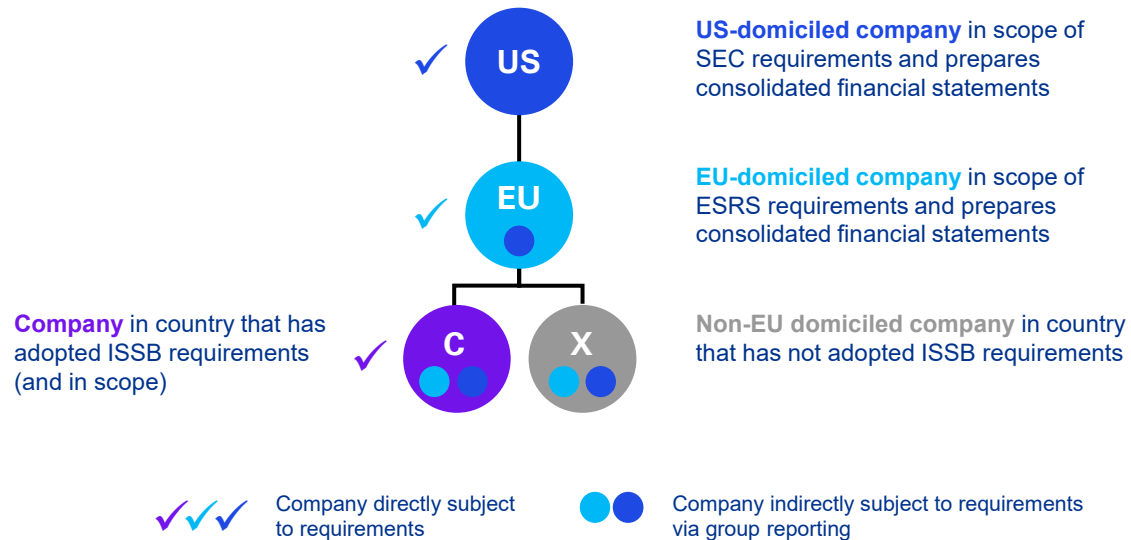 US
US-domiciled company in scope of
SEC requirements and prepares
consolidated financial statements
EU
EU-domiciled company in scope of
ESRS requirements and prepares
consolidated financial statements
Company in country that has
adopted ISSB requirements
(and in scope)
C
X
Non-EU domiciled company in country
that has not adopted ISSB requirements
Company directly subject
to requirements
Company indirectly subject to requirements
via group reporting